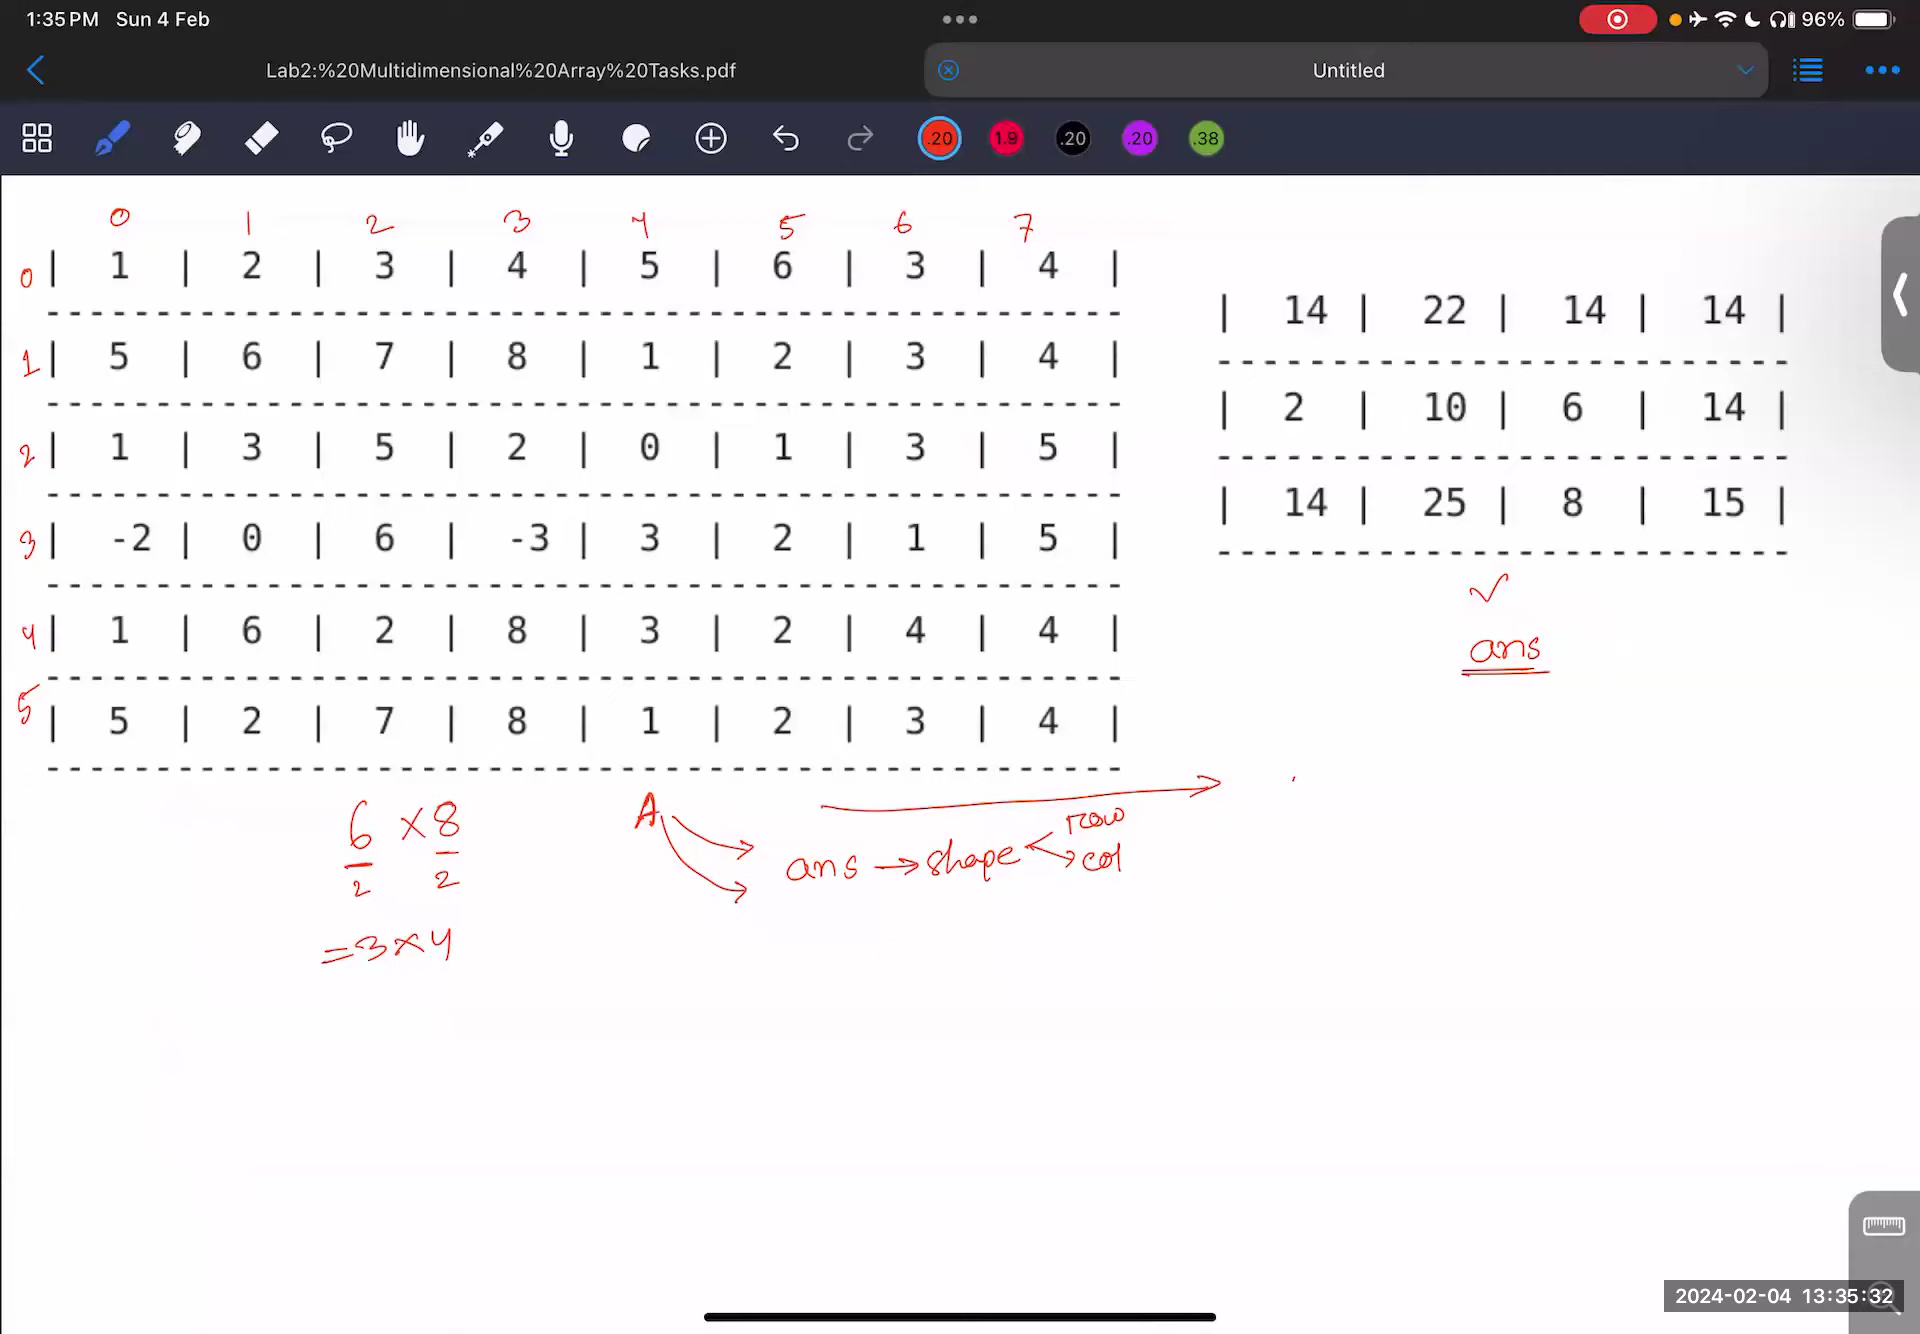 1:35 PM Sun 4 Feb
96%
Lab2:%20Multidimensional%20Array%20Tasks.pdf
Untitled
.20 1.9 .20 .20 .38
0 1 2 3 4 5 6 7
0 | 1 | 2 | 3 | 4 | 5 | 6 | 3 | 4 |
1 | 5 | 6 | 7 | 8 | 1 | 2 | 3 | 4 |
2 | 1 | 3 | 5 | 2 | 0 | 1 | 3 | 5 |
3 | -2 | 0 | 6 | -3 | 3 | 2 | 1 | 5 |
4 | 1 | 6 | 2 | 8 | 3 | 2 | 4 | 4 |
5 | 5 | 2 | 7 | 8 | 1 | 2 | 3 | 4 |
| 14 | 22 | 14 | 14 |
| 2 | 10 | 6 | 14 |
| 14 | 25 | 8 | 15 |
✓
ans
6 × 8
2 2
= 3 × 4
A
ans → shape
row
col
2024-02-04 13:35:32